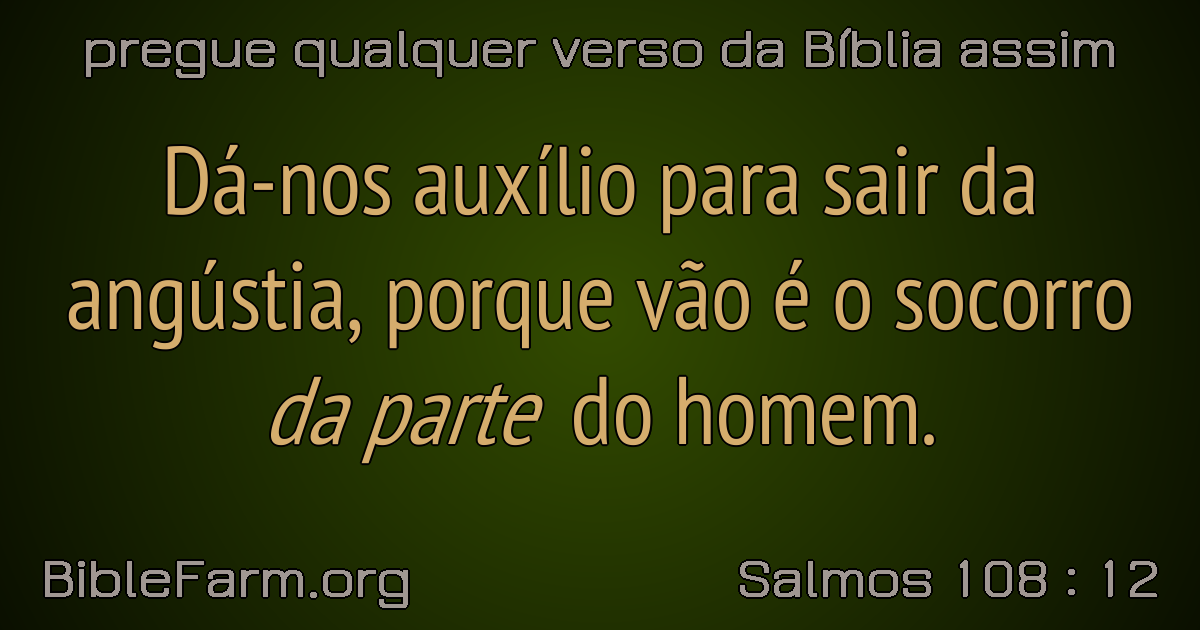 pregue qualquer verso da Bíblia assim
Dá-nos auxílio para sair da
angústia, porque vão é o socorro
da parte do homem.
BibleFarm.org
Salmos 108 : 12